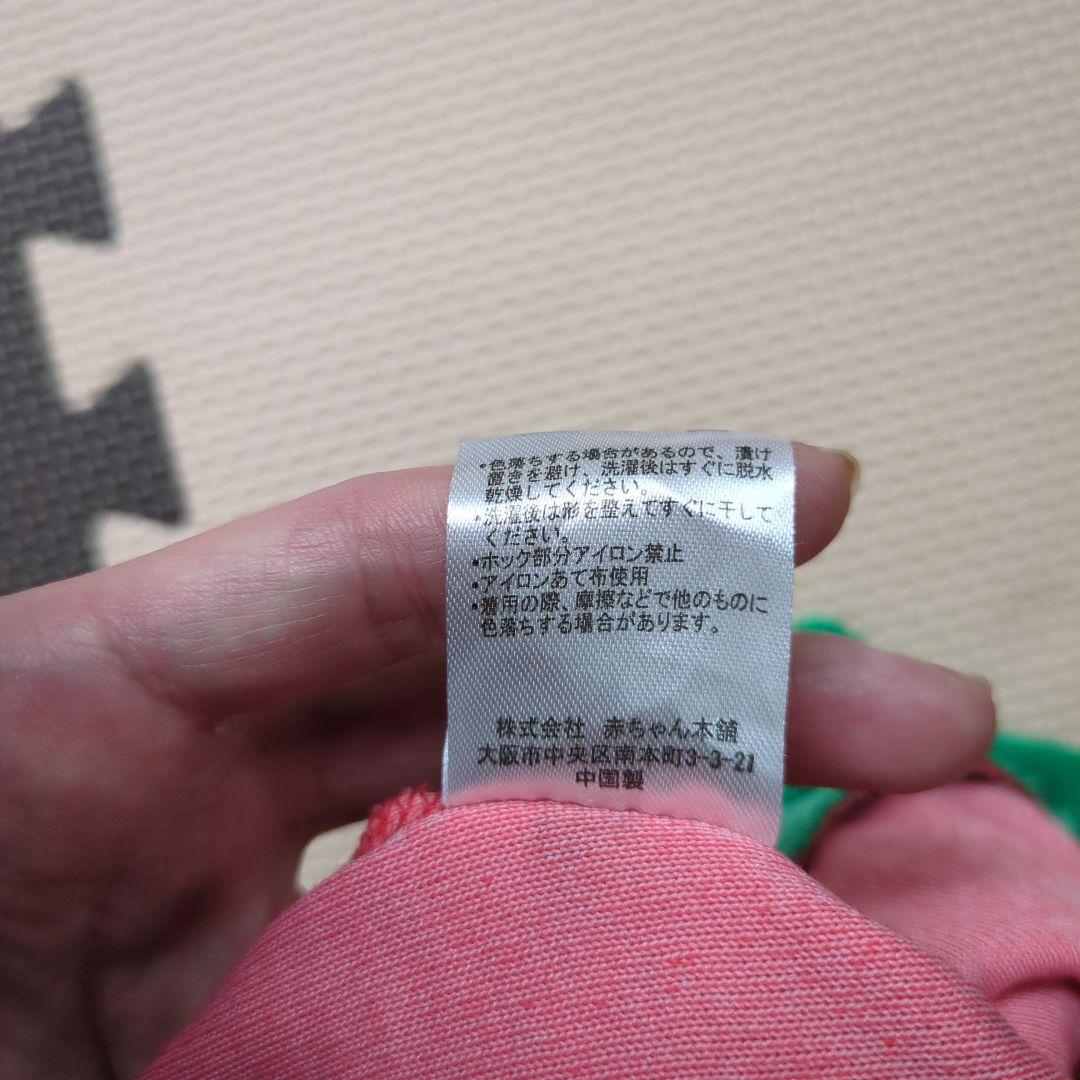 ・色落ちする場合があるので、漬け
置きを避け、洗濯後はすぐに脱水
乾燥してください。
・洗濯後は形を整えてすぐに干して
ください。
・ホック部分アイロン禁止
・アイロンあて布使用
・着用の際、摩擦などで他のものに
色落ちする場合があります。
株式会社 赤ちゃん本舗
大阪市中央区南本町3-3-21
中国製